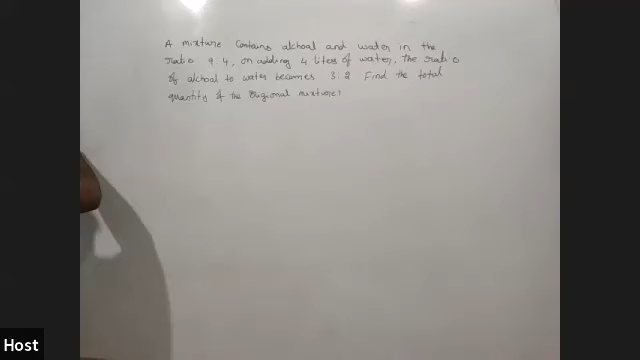 A mixture Contains alchoal and water in the
ratio 9:4, on adding 4 liter of water, the ratio
of alchoal to water becomes 3:2 Find the total
quantity of the Original mixture?
Host